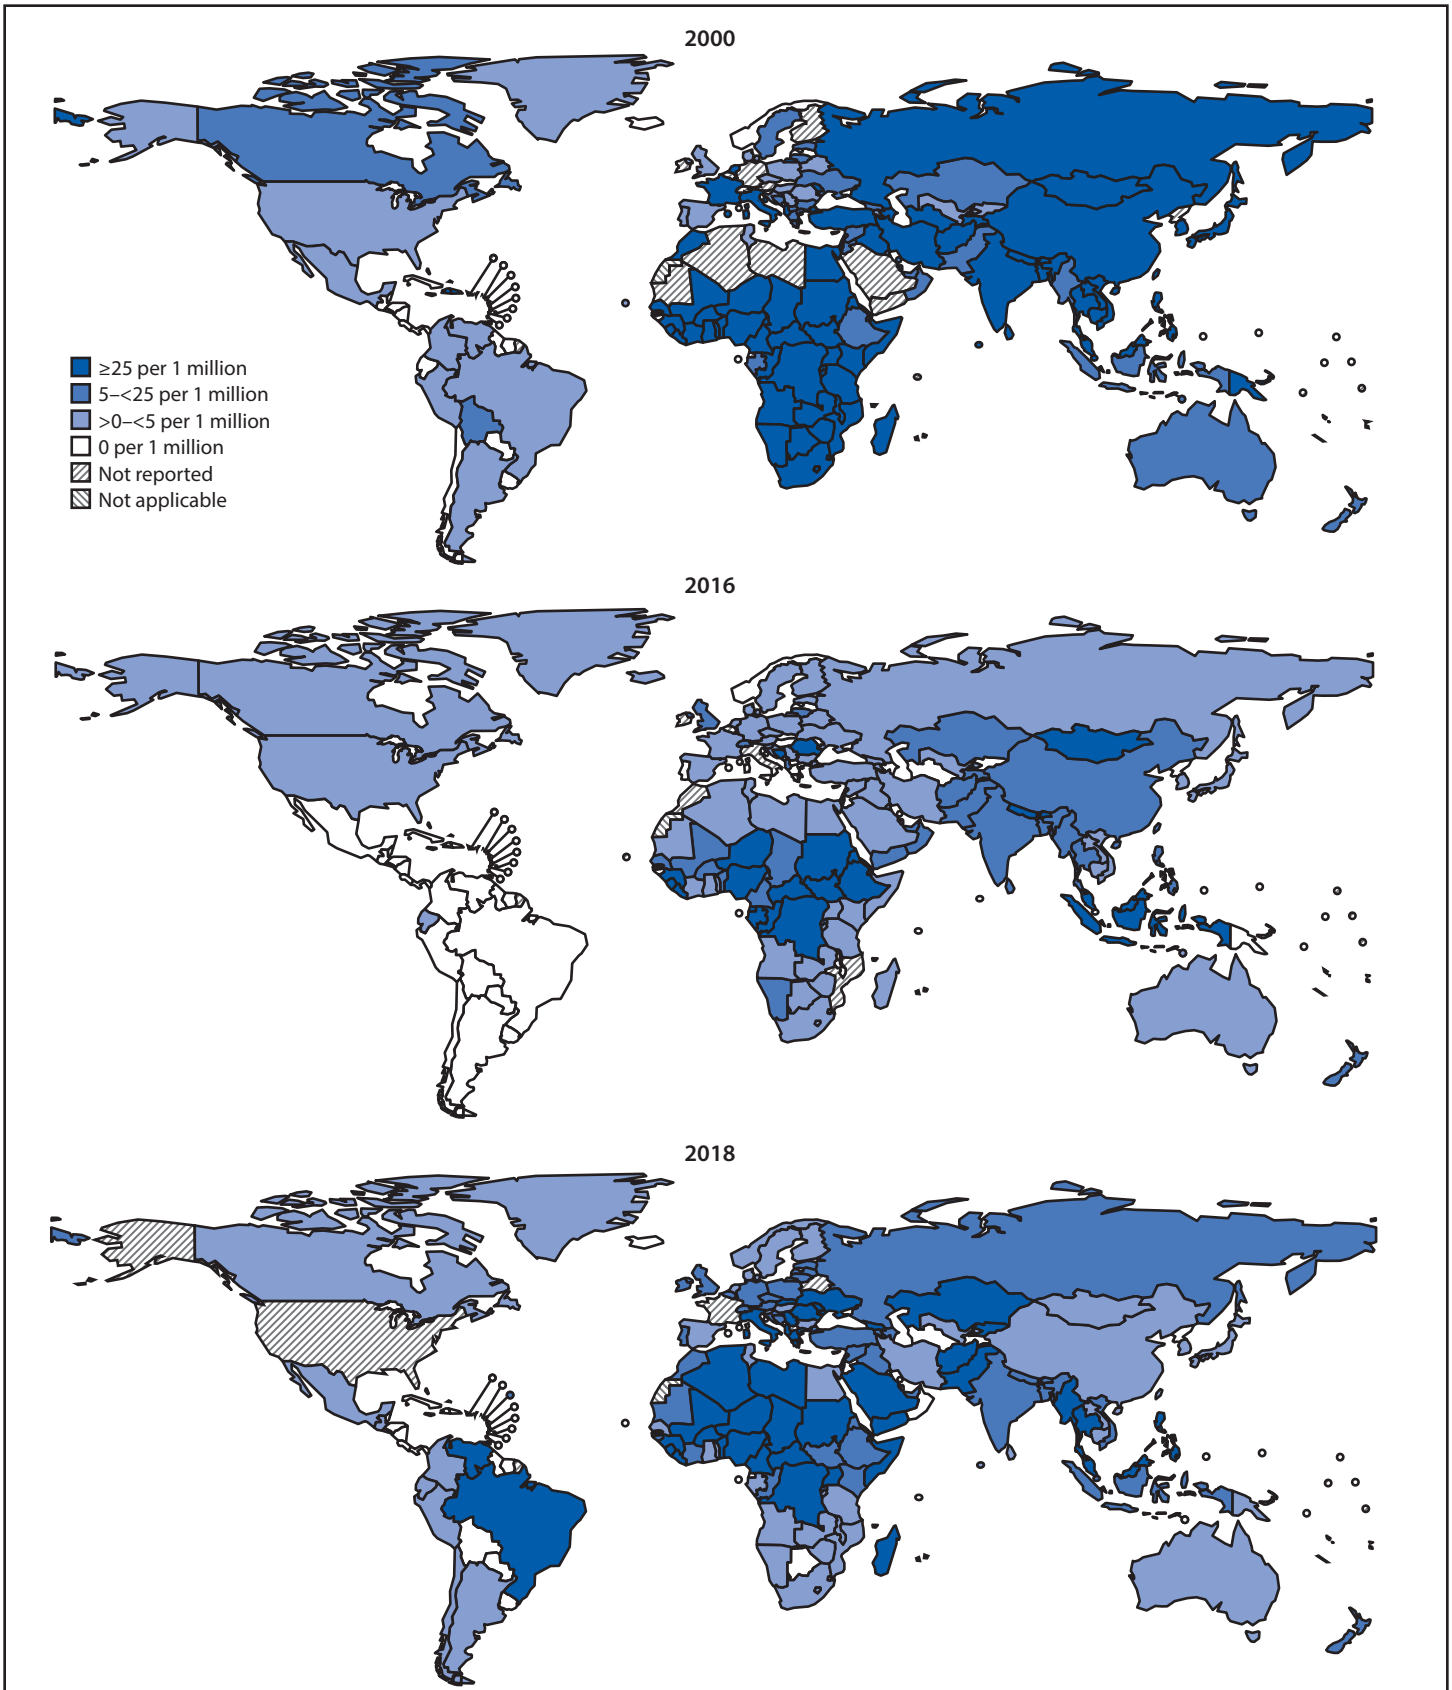 2000
≥25 per 1 million
5–<25 per 1 million
>0–<5 per 1 million
0 per 1 million
Not reported
Not applicable
2016
2018